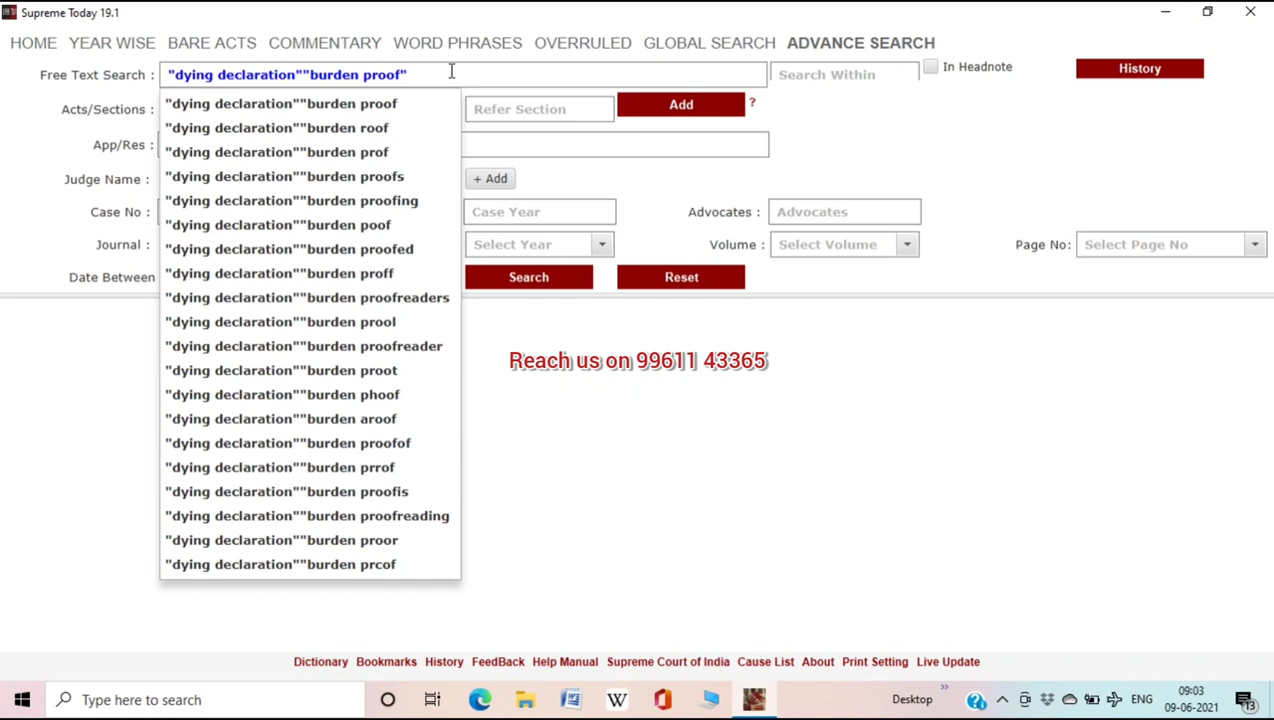 Supreme Today 19.1
HOME YEAR WISE BARE ACTS COMMENTARY WORD PHRASES OVERRULED GLOBAL SEARCH ADVANCE SEARCH
Free Text Search : "dying declaration""burden proof" Search Within In Headnote History
Acts/Sections : Refer Section Add ?
"dying declaration""burden proof
"dying declaration""burden roof
App/Res :
"dying declaration""burden prof
Judge Name : + Add
"dying declaration""burden proofs
"dying declaration""burden proofing
Case No : Case Year Advocates : Advocates
"dying declaration""burden poof
Journal : Select Year Volume : Select Volume Page No: Select Page No
"dying declaration""burden proofed
Date Between Search Reset
"dying declaration""burden proff
"dying declaration""burden proofreaders
"dying declaration""burden prool
"dying declaration""burden proofreader
Reach us on 99611 43365
"dying declaration""burden proot
"dying declaration""burden phoof
"dying declaration""burden aroof
"dying declaration""burden proofof
"dying declaration""burden prrof
"dying declaration""burden proofis
"dying declaration""burden proofreading
"dying declaration""burden proor
"dying declaration""burden prcof
Dictionary Bookmarks History FeedBack Help Manual Supreme Court of India Cause List About Print Setting Live Update
Type here to search Desktop ENG 09:03
09-06-2021 13